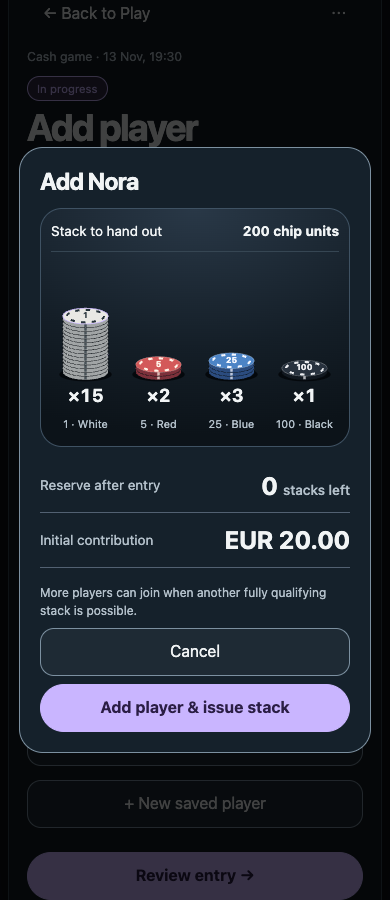 ← Back to Play
···
Cash game · 13 Nov, 19:30
In progress
Add player
Add Nora
Stack to hand out
200 chip units
1
5
25
100
×15
×2
×3
×1
1 · White
5 · Red
25 · Blue
100 · Black
Reserve after entry
0 stacks left
Initial contribution
EUR 20.00
More players can join when another fully qualifying
stack is possible.
Cancel
Add player & issue stack
+ New saved player
Review entry →